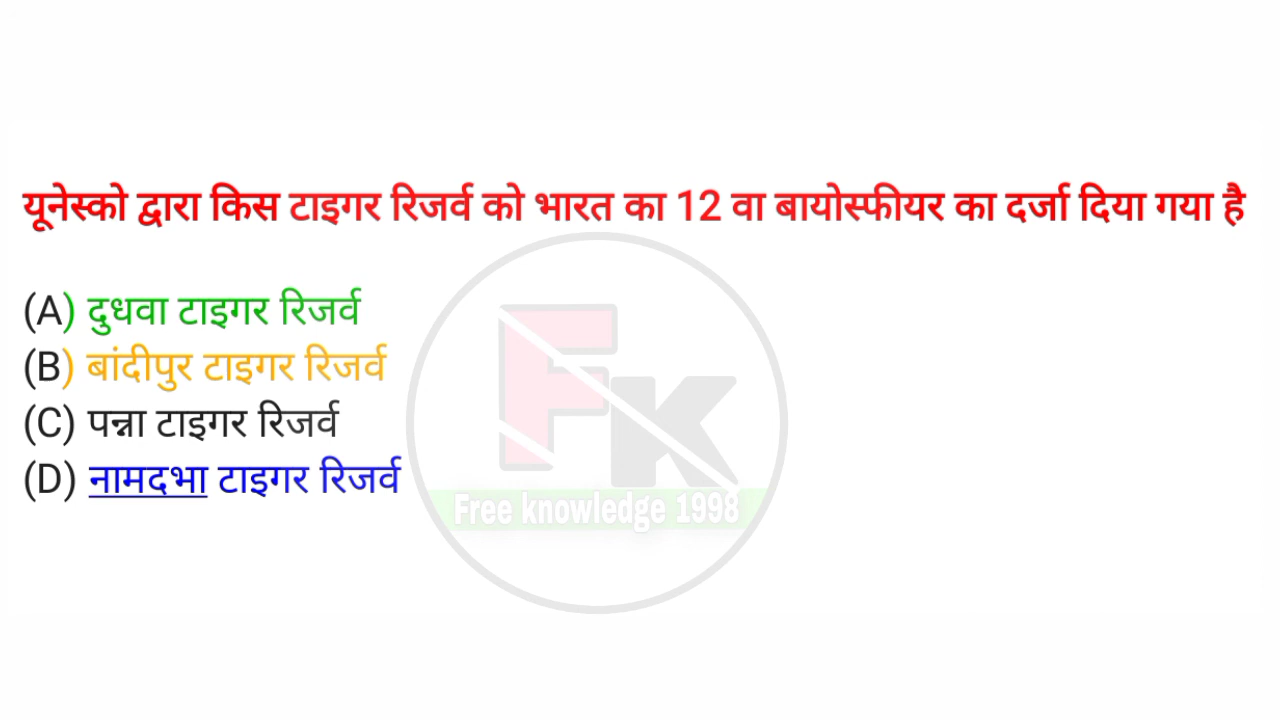 यूनेस्को द्वारा किस टाइगर रिजर्व को भारत का 12 वा बायोस्फीयर का दर्जा दिया गया है
(A) दुधवा टाइगर रिजर्व
(B) बांदीपुर टाइगर रिजर्व
(C) पन्ना टाइगर रिजर्व
(D) नामदभा टाइगर रिजर्व
FK
Free knowledge 1998